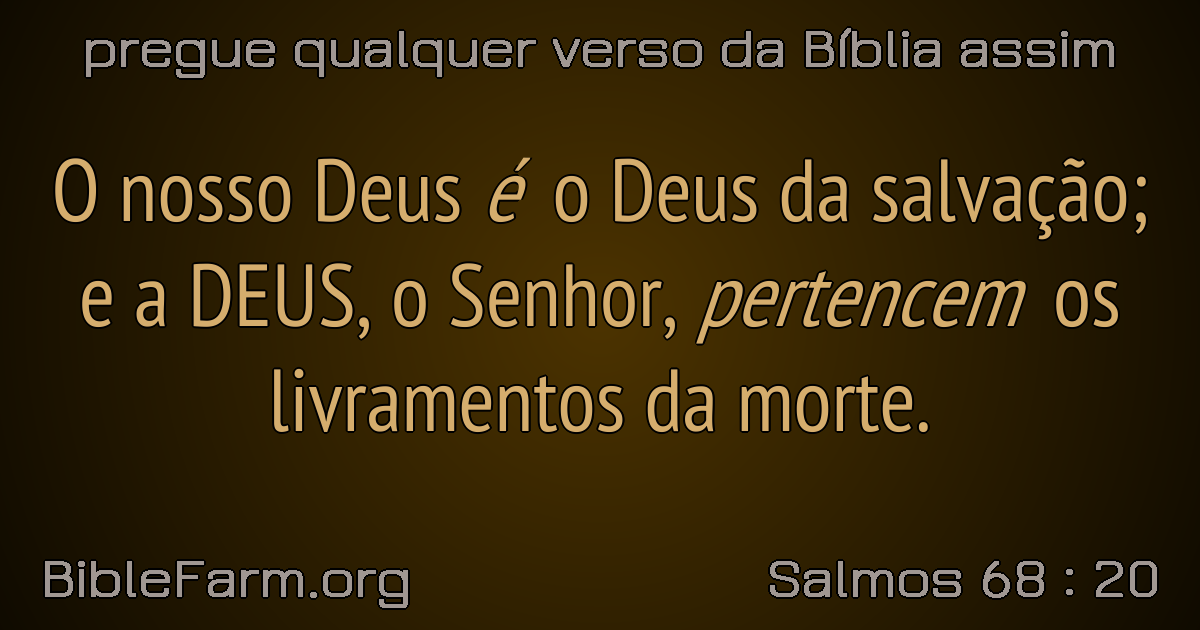 pregue qualquer verso da Bíblia assim
O nosso Deus é o Deus da salvação;
e a DEUS, o Senhor, pertencem os
livramentos da morte.
BibleFarm.org
Salmos 68 : 20